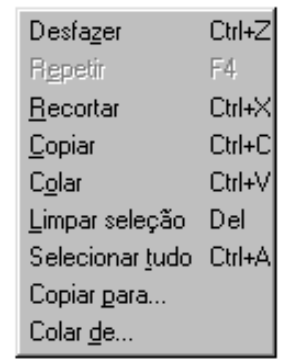 Desfazer Ctrl+Z
Repetir F4
Recortar Ctrl+X
Copiar Ctrl+C
Colar Ctrl+V
Limpar seleção Del
Selecionar tudo Ctrl+A
Copiar para...
Colar de...